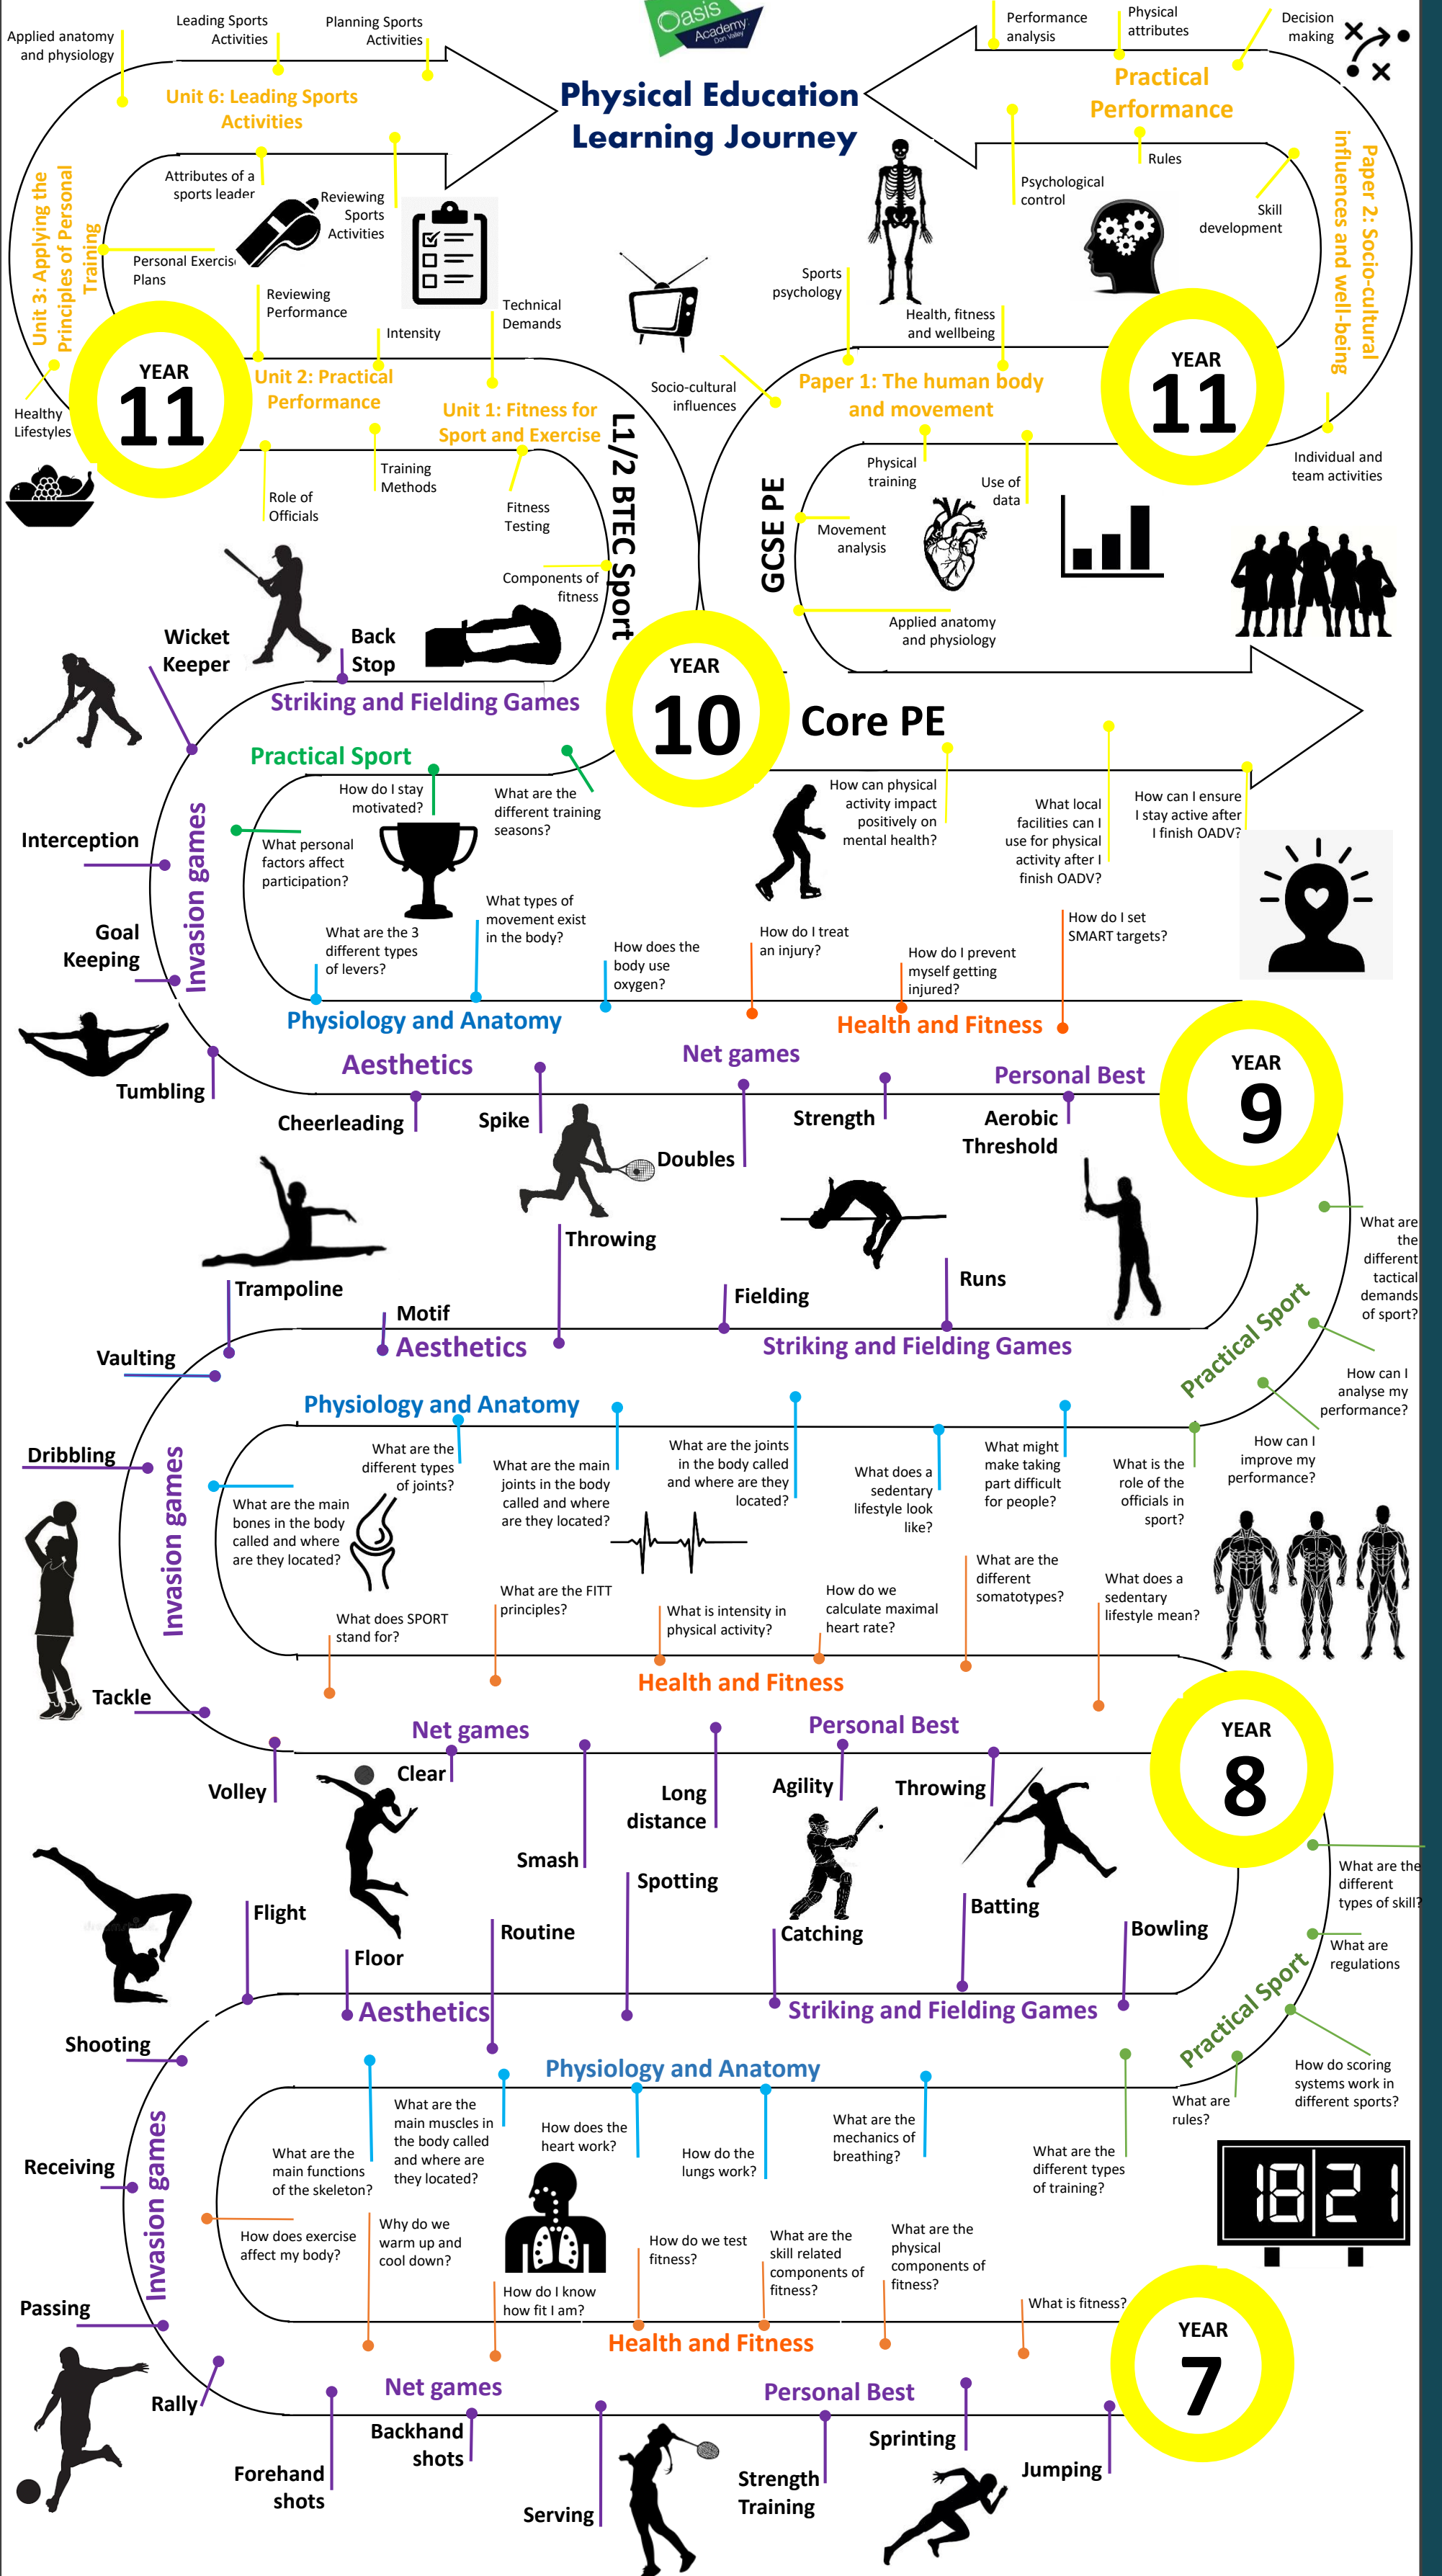 Oasis
Academy
Don Valley
Physical Education
Learning Journey
Applied anatomy
and physiology
Leading Sports
Activities
Planning Sports
Activities
Unit 6: Leading Sports
Activities
Attributes of a
sports leader
Reviewing
Sports
Activities
Unit 3: Applying the
Principles of Personal
Training
Personal Exercise
Plans
Reviewing
Performance
Intensity
Technical
Demands
Healthy
Lifestyles
YEAR
11
Unit 2: Practical
Performance
Unit 1: Fitness for
Sport and Exercise
Role of
Officials
Training
Methods
Fitness
Testing
Components of
fitness
L1/2 BTEC Sport
Performance
analysis
Physical
attributes
Decision
making
Practical
Performance
Rules
Psychological
control
Skill
development
Paper 2: Socio-cultural
influences and well-being
Sports
psychology
Health, fitness
and wellbeing
Socio-cultural
influences
Paper 1: The human body
and movement
YEAR
11
Individual and
team activities
Physical
training
Use of
data
Movement
analysis
Applied anatomy
and physiology
GCSE PE
YEAR
10
Core PE
Wicket
Keeper
Back
Stop
Striking and Fielding Games
Practical Sport
How do I stay
motivated?
What are the
different training
seasons?
What personal
factors affect
participation?
Interception
Invasion games
Goal
Keeping
How can physical
activity impact
positively on
mental health?
What local
facilities can I
use for physical
activity after I
finish OADV?
How can I ensure
I stay active after
I finish OADV?
What are the 3
different types
of levers?
What types of
movement exist
in the body?
How does the
body use
oxygen?
How do I treat
an injury?
How do I prevent
myself getting
injured?
How do I set
SMART targets?
Physiology and Anatomy
Health and Fitness
Tumbling
Aesthetics
Net games
Personal Best
YEAR
9
Cheerleading
Spike
Doubles
Strength
Aerobic
Threshold
What are
the
different
tactical
demands
of sport?
Practical Sport
How can I
analyse my
performance?
How can I
improve my
performance?
Trampoline
Motif
Throwing
Fielding
Runs
Vaulting
Aesthetics
Striking and Fielding Games
Physiology and Anatomy
Dribbling
Invasion games
What are the main
bones in the body
called and where
are they located?
What are the
different types
of joints?
What are the main
joints in the body
called and where
are they located?
What are the joints
in the body called
and where are they
located?
What does a
sedentary
lifestyle look
like?
What might
make taking
part difficult
for people?
What is the
role of the
officials in
sport?
What does SPORT
stand for?
What are the FITT
principles?
What is intensity in
physical activity?
How do we
calculate maximal
heart rate?
What are the
different
somatotypes?
What does a
sedentary
lifestyle mean?
Health and Fitness
Tackle
Net games
Personal Best
YEAR
8
Volley
Clear
Smash
Long
distance
Agility
Throwing
What are the
different
types of skill?
What are
regulations
Practical Sport
How do scoring
systems work in
different sports?
What are
rules?
Flight
Floor
Routine
Spotting
Catching
Batting
Bowling
Aesthetics
Striking and Fielding Games
Shooting
Physiology and Anatomy
Receiving
Invasion games
Passing
What are the
main functions
of the skeleton?
What are the
main muscles in
the body called
and where are
they located?
How does the
heart work?
How do the
lungs work?
What are the
mechanics of
breathing?
What are the
different types
of training?
18 21
How does exercise
affect my body?
Why do we
warm up and
cool down?
How do I know
how fit I am?
How do we test
fitness?
What are the
skill related
components of
fitness?
What are the
physical
components of
fitness?
What is fitness?
Health and Fitness
YEAR
7
Rally
Net games
Personal Best
Forehand
shots
Backhand
shots
Serving
Strength
Training
Sprinting
Jumping